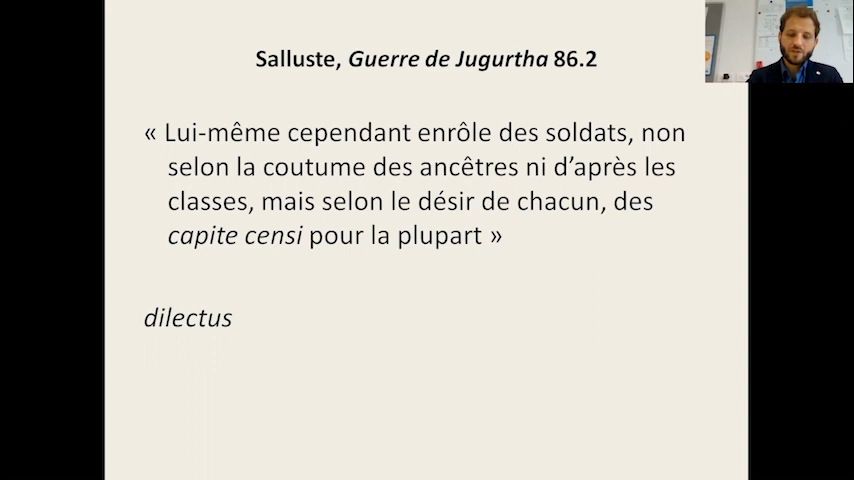 Salluste, Guerre de Jugurtha 86.2
« Lui-même cependant enrôle des soldats, non
selon la coutume des ancêtres ni d’après les
classes, mais selon le désir de chacun, des
capite censi pour la plupart »
dilectus